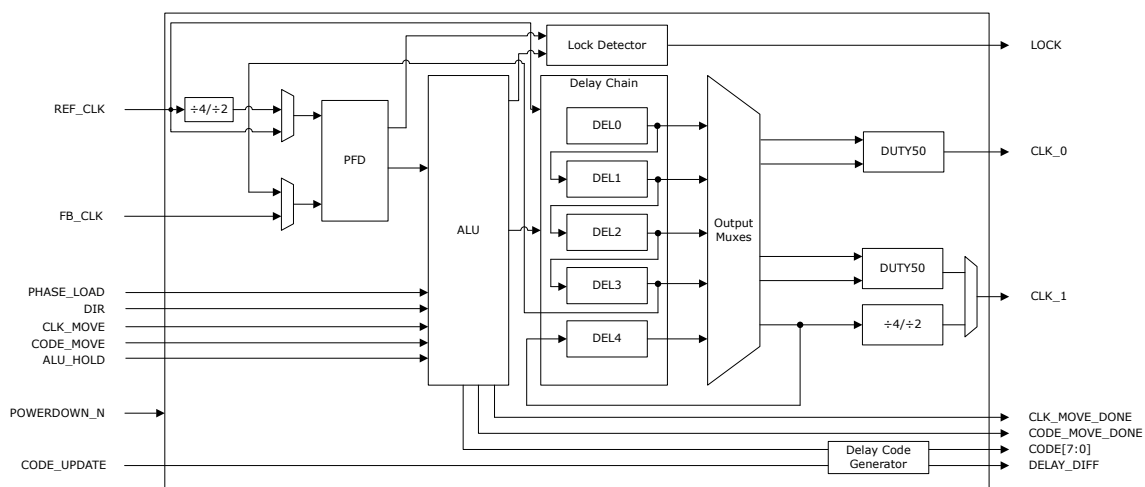 Lock Detector
LOCK
Delay Chain
REF_CLK
÷4/÷2
DEL0
PFD
DUTY50
CLK_0
DEL1
FB_CLK
ALU
DEL2
Output
Muxes
DUTY50
DEL3
PHASE_LOAD
CLK_1
DIR
CLK_MOVE
DEL4
÷4/÷2
CODE_MOVE
ALU_HOLD
POWERDOWN_N
CLK_MOVE_DONE
CODE_MOVE_DONE
Delay Code
Generator
CODE[7:0]
CODE_UPDATE
DELAY_DIFF